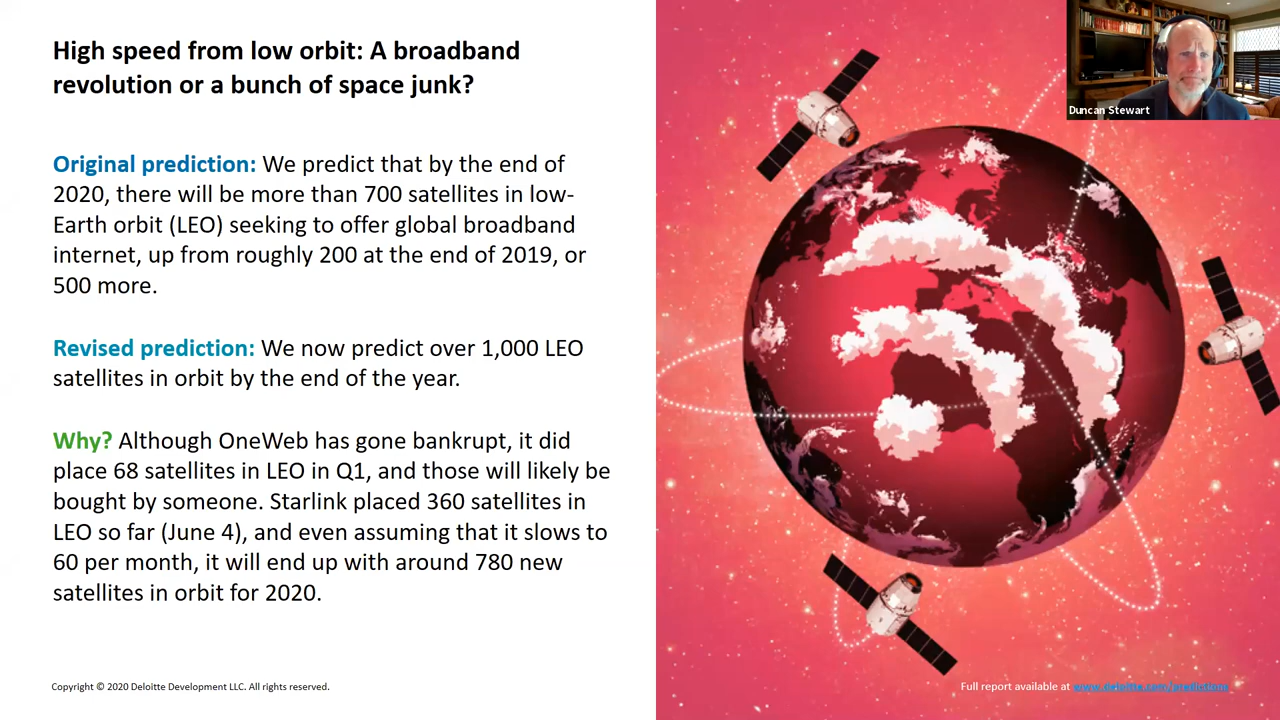 High speed from low orbit: A broadband
revolution or a bunch of space junk?
Original prediction: We predict that by the end of
2020, there will be more than 700 satellites in low-
Earth orbit (LEO) seeking to offer global broadband
internet, up from roughly 200 at the end of 2019, or
500 more.
Revised prediction: We now predict over 1,000 LEO
satellites in orbit by the end of the year.
Why? Although OneWeb has gone bankrupt, it did
place 68 satellites in LEO in Q1, and those will likely be
bought by someone. Starlink placed 360 satellites in
LEO so far (June 4), and even assuming that it slows to
60 per month, it will end up with around 780 new
satellites in orbit for 2020.
Copyright © 2020 Deloitte Development LLC. All rights reserved.
Duncan Stewart
Full report available at www.deloitte.com/predictions